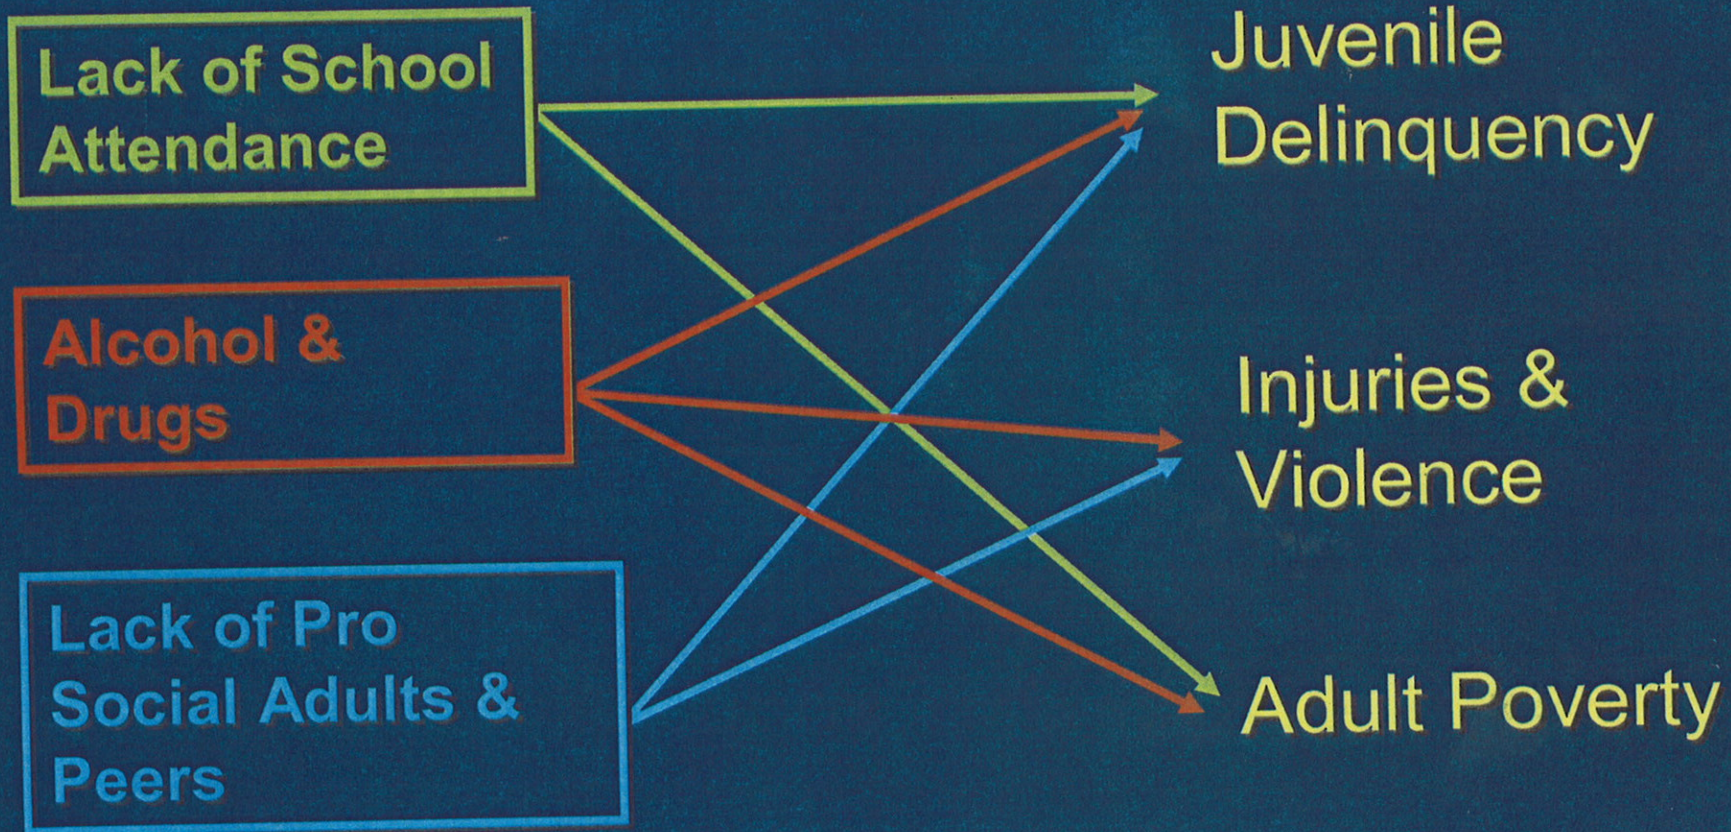 Lack of School
Attendance
Alcohol &
Drugs
Lack of Pro
Social Adults &
Peers
Juvenile
Delinquency
Injuries &
Violence
Adult Poverty